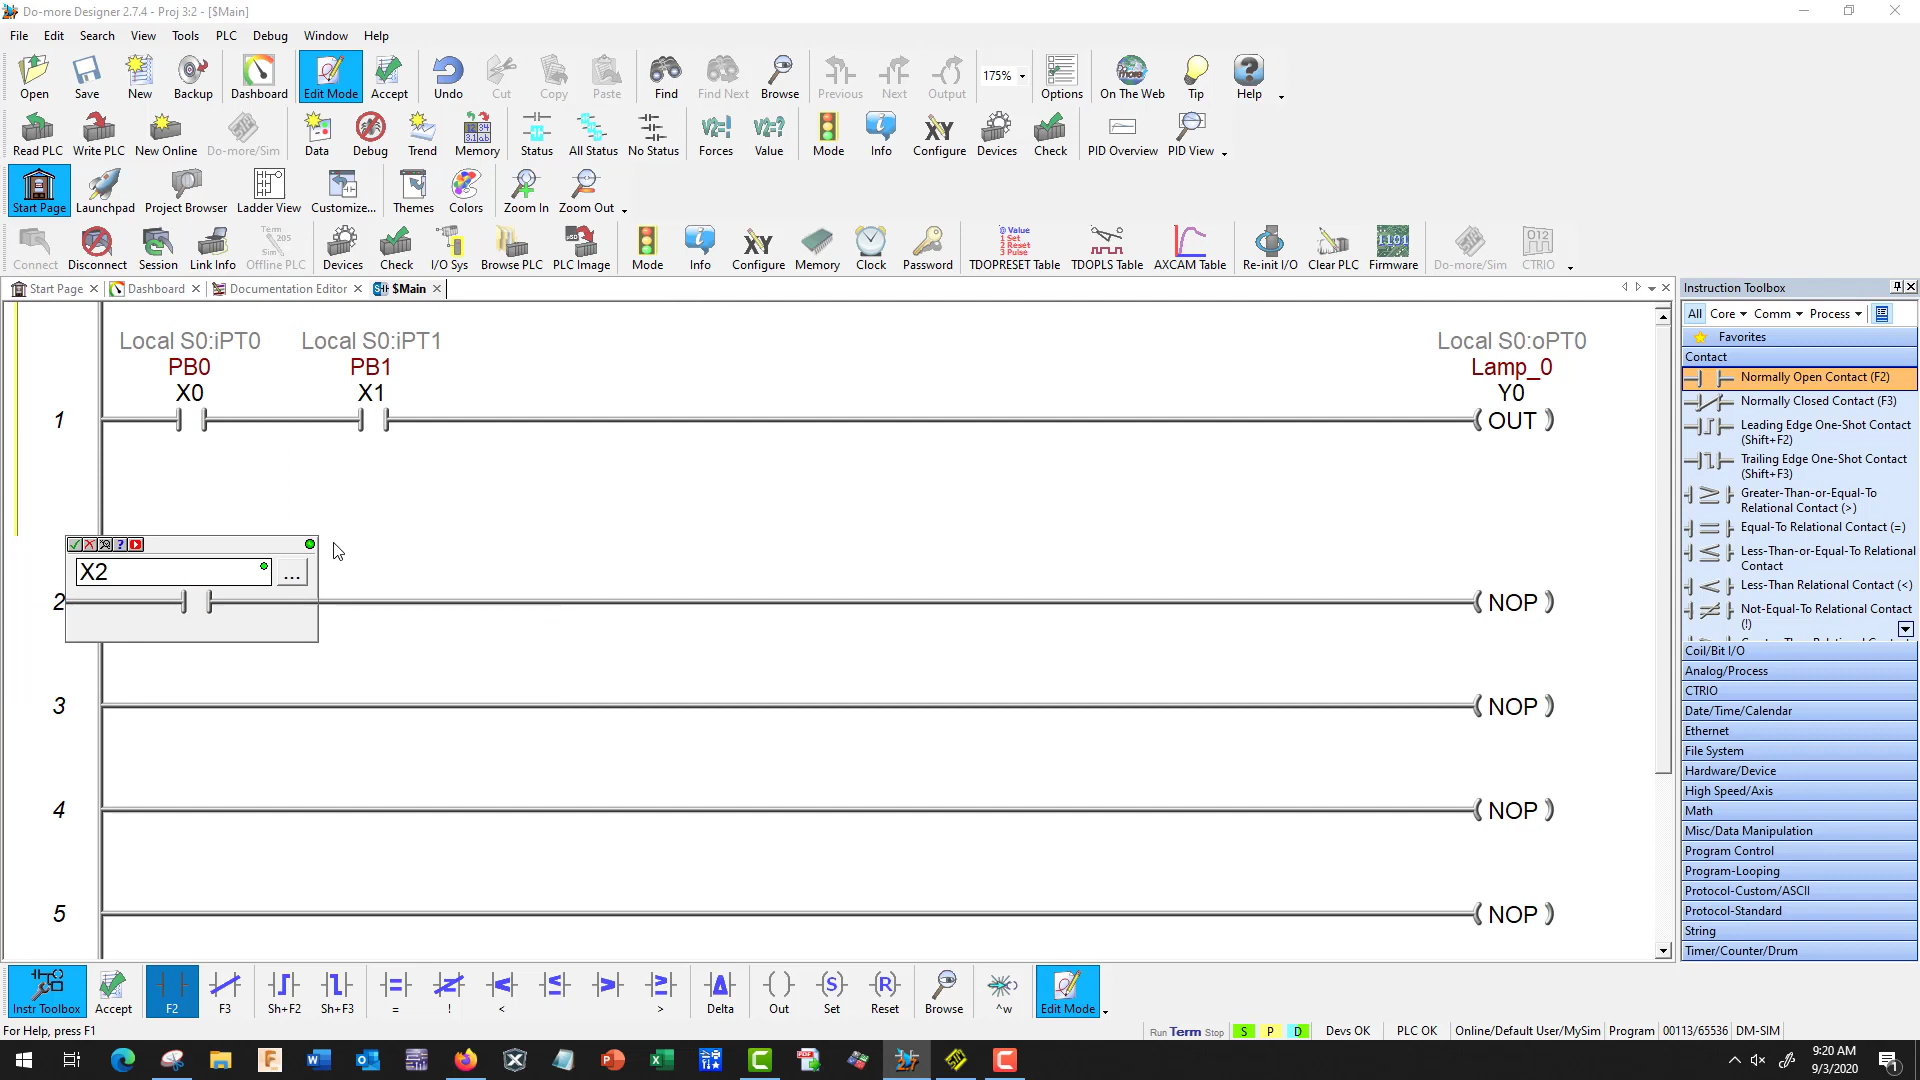 Do-more Designer 2.7.4 - Proj 3:2 - [$Main]
File Edit Search View Tools PLC Debug Window Help
Open Save New Backup Dashboard Edit Mode Accept Undo Cut Copy Paste Find Find Next Browse Previous Next Output 175% Options On The Web Tip Help
Read PLC Write PLC New Online Do-more/Sim Data Debug Trend Memory Status All Status No Status Forces Value Mode Info Configure Devices Check PID Overview PID View
Start Page Launchpad Project Browser Ladder View Customize... Themes Colors Zoom In Zoom Out
Connect Disconnect Session Link Info Offline PLC Devices Check I/O Sys Browse PLC PLC Image Mode Info Configure Memory Clock Password TDOPRESET Table TDOPLS Table AXCAM Table Re-init I/O Clear PLC Firmware Do-more/Sim CTRIO
Start Page Dashboard Documentation Editor $Main
Local S0:iPT0 Local S0:iPT1 Local S0:oPT0
PB0 PB1 Lamp_0
X0 X1 Y0
1 OUT
X2 ...
2 NOP
3 NOP
4 NOP
5 NOP
Instruction Toolbox
All Core Comm Process
Favorites
Contact
Normally Open Contact (F2)
Normally Closed Contact (F3)
Leading Edge One-Shot Contact
(Shift+F2)
Trailing Edge One-Shot Contact
(Shift+F3)
Greater-Than-or-Equal-To
Relational Contact (>)
Equal-To Relational Contact (=)
Less-Than-or-Equal-To Relational
Contact
Less-Than Relational Contact (<)
Not-Equal-To Relational Contact
(!)
Coil/Bit I/O
Analog/Process
CTRIO
Date/Time/Calendar
Ethernet
File System
Hardware/Device
High Speed/Axis
Math
Misc/Data Manipulation
Program Control
Program-Looping
Protocol-Custom/ASCII
Protocol-Standard
String
Timer/Counter/Drum
Instr Toolbox Accept F2 F3 Sh+F2 Sh+F3 = ! < > Delta Out Set Reset Browse ^w Edit Mode
For Help, press F1 Run Term Stop S P D Devs OK PLC OK Online/Default User/MySim Program 00113/65536 DM-SIM
9:20 AM
9/3/2020